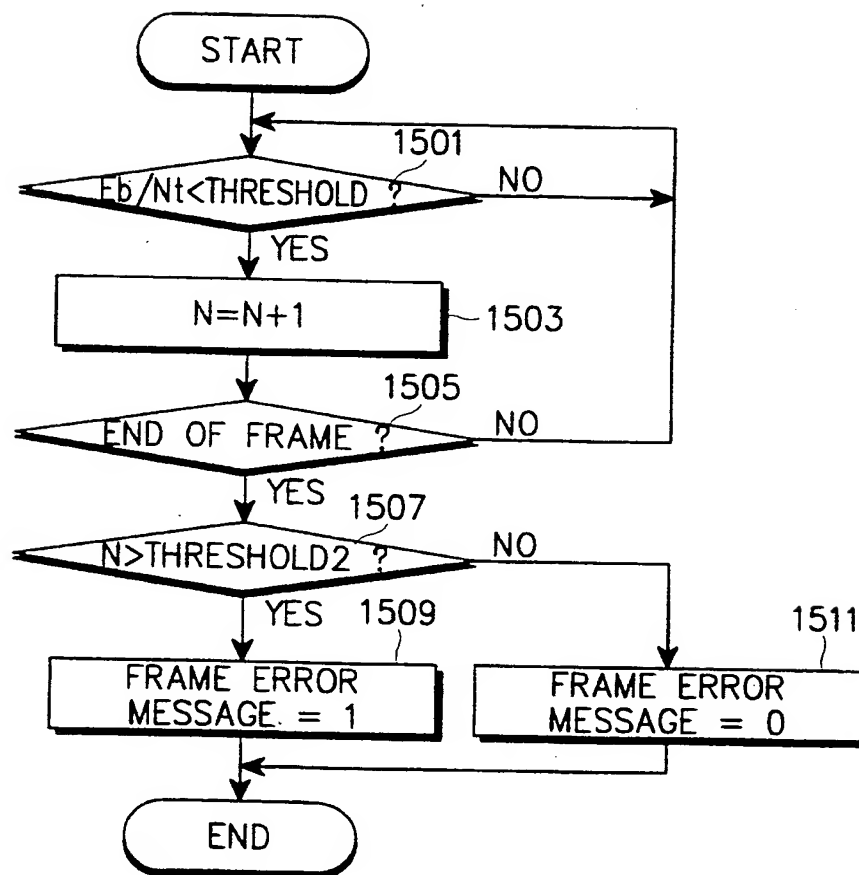 START
1501
Eb/Nt<THRESHOLD ?
NO
YES
N=N+1
1503
1505
END OF FRAME ?
NO
YES
1507
N>THRESHOLD2 ?
NO
YES
1509
1511
FRAME ERROR
MESSAGE = 1
FRAME ERROR
MESSAGE = 0
END